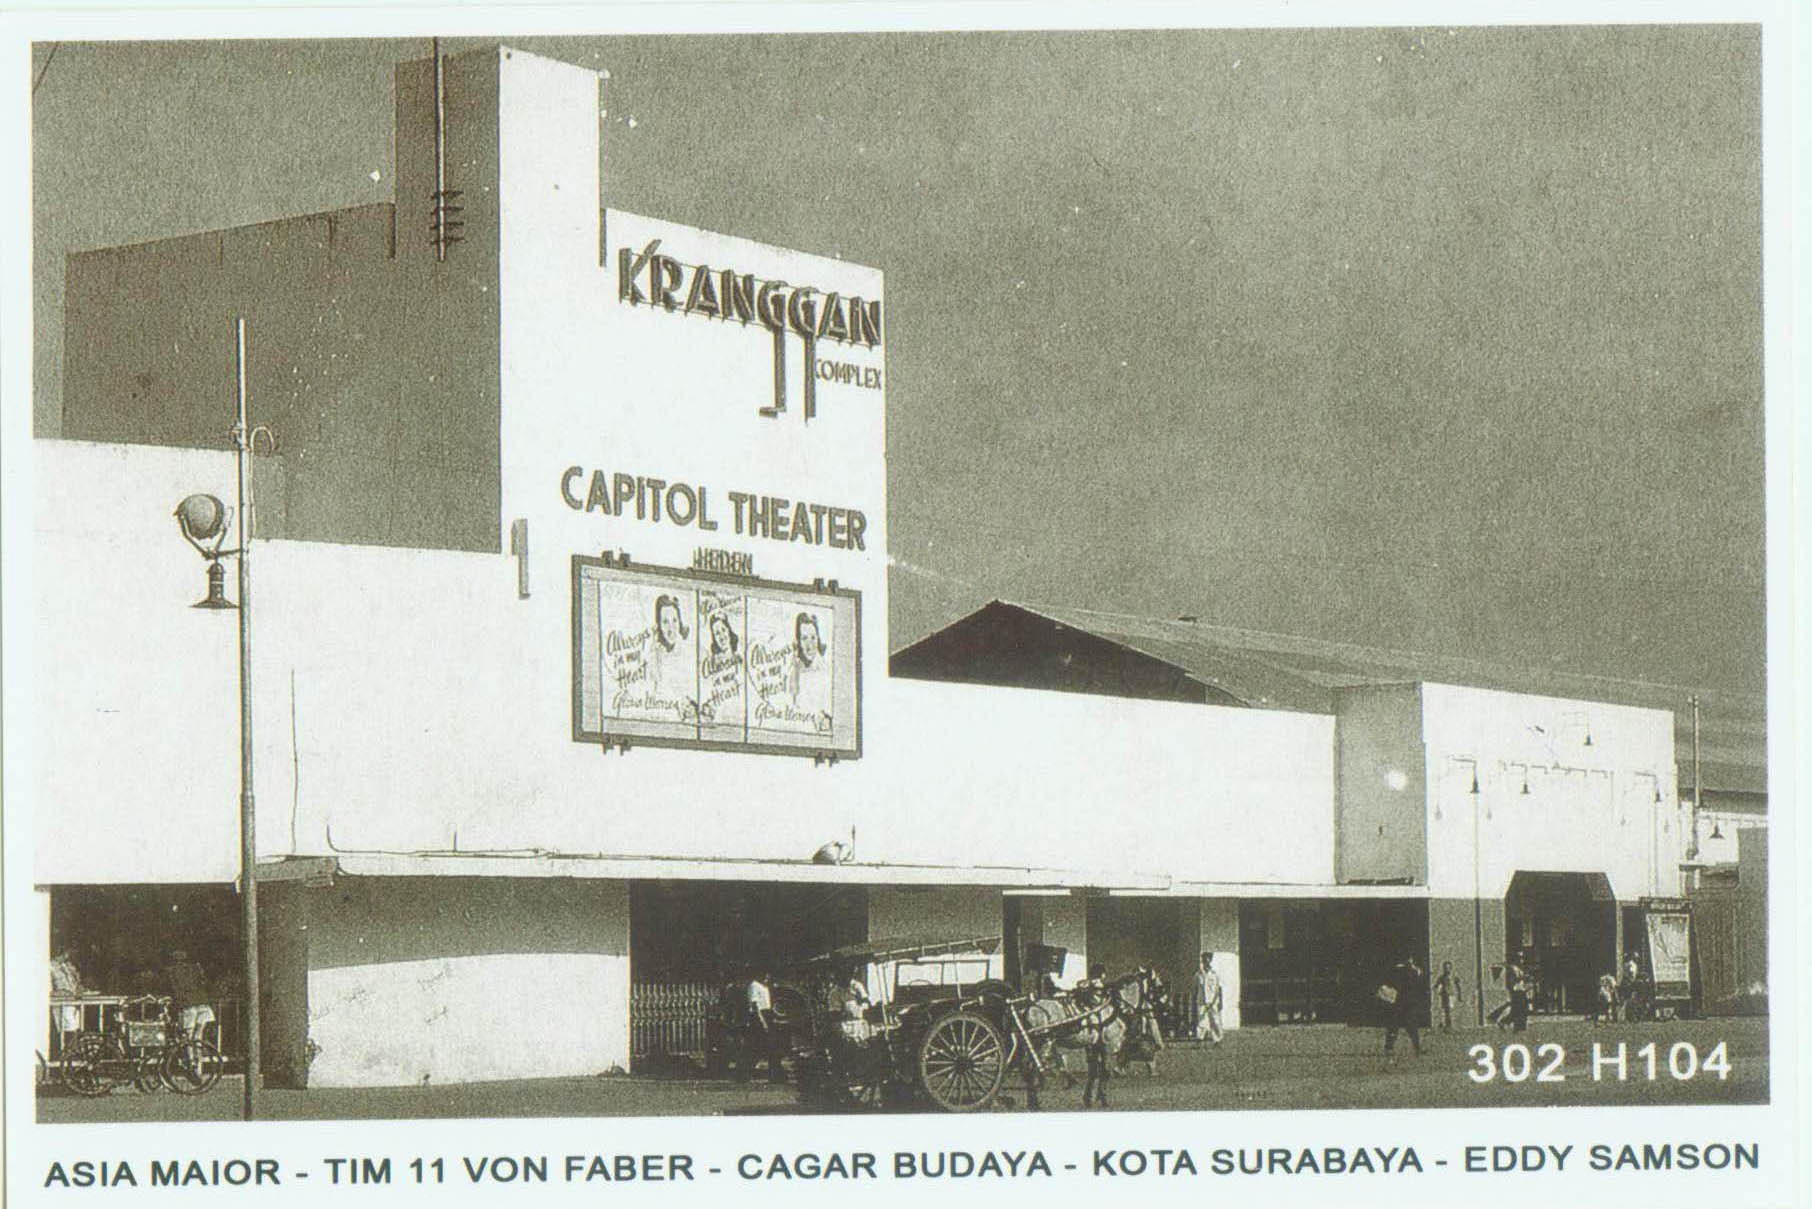 KRANGGAN
COMPLEX
CAPITOL THEATER
HEDEN
Always
in my
Heart
Always
in my
Heart
Always
in my
Heart
302 H104
ASIA MAIOR - TIM 11 VON FABER - CAGAR BUDAYA - KOTA SURABAYA - EDDY SAMSON